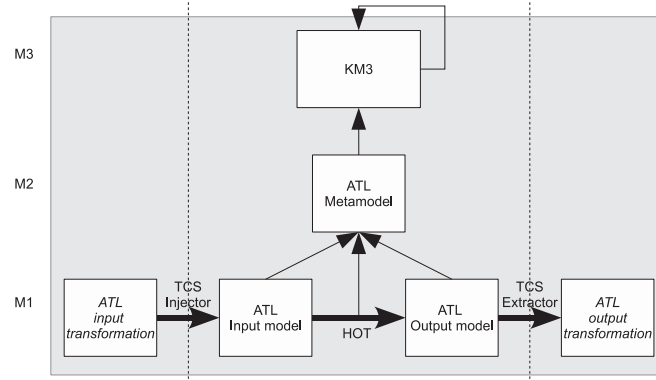 M3
KM3
M2
ATL
Metamodel
M1
ATL
input
transformation
TCS
Injector
ATL
Input model
HOT
ATL
Output model
TCS
Extractor
ATL
output
transformation